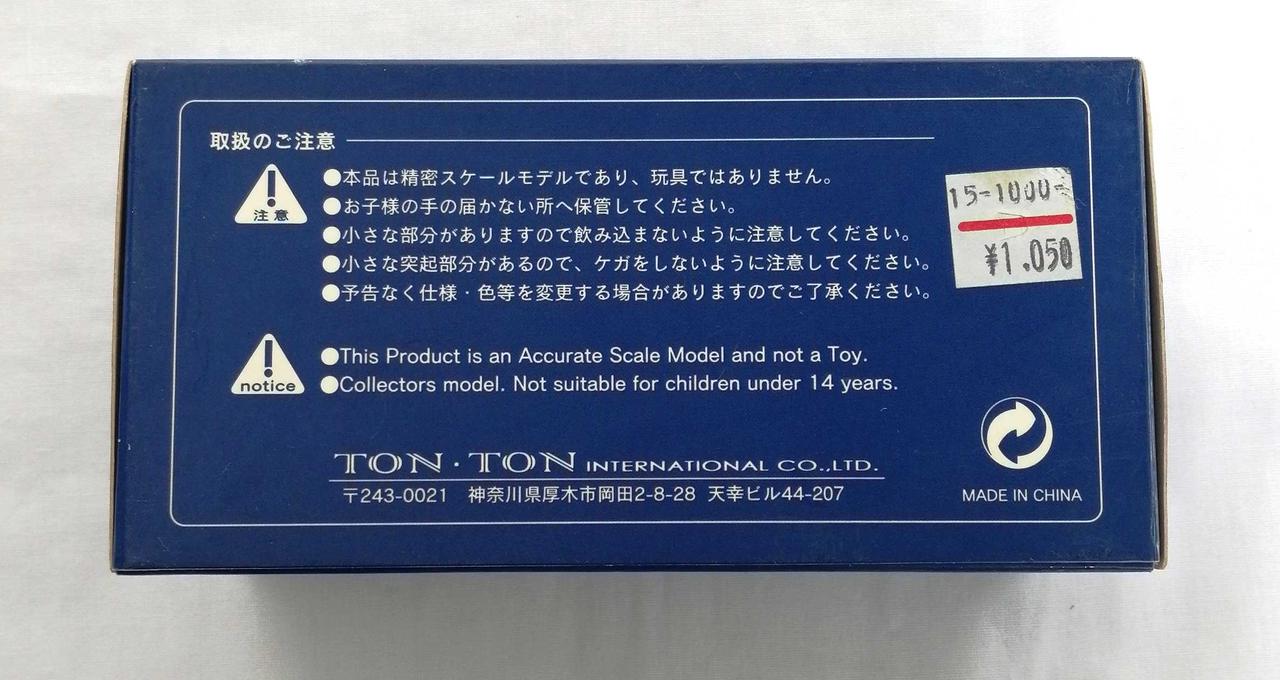 取扱のご注意
注意
●本品は精密スケールモデルであり、玩具ではありません。
●お子様の手の届かない所へ保管してください。
●小さな部分がありますので飲み込まないように注意してください。
●小さな突起部分があるので、ケガをしないように注意してください。
●予告なく仕様・色等を変更する場合がありますのでご了承ください。
15-1000-
¥1.050
notice
●This Product is an Accurate Scale Model and not a Toy.
●Collectors model. Not suitable for children under 14 years.
TON・TON INTERNATIONAL CO.,LTD.
〒243-0021 神奈川県厚木市岡田2-8-28 天幸ビル44-207
MADE IN CHINA